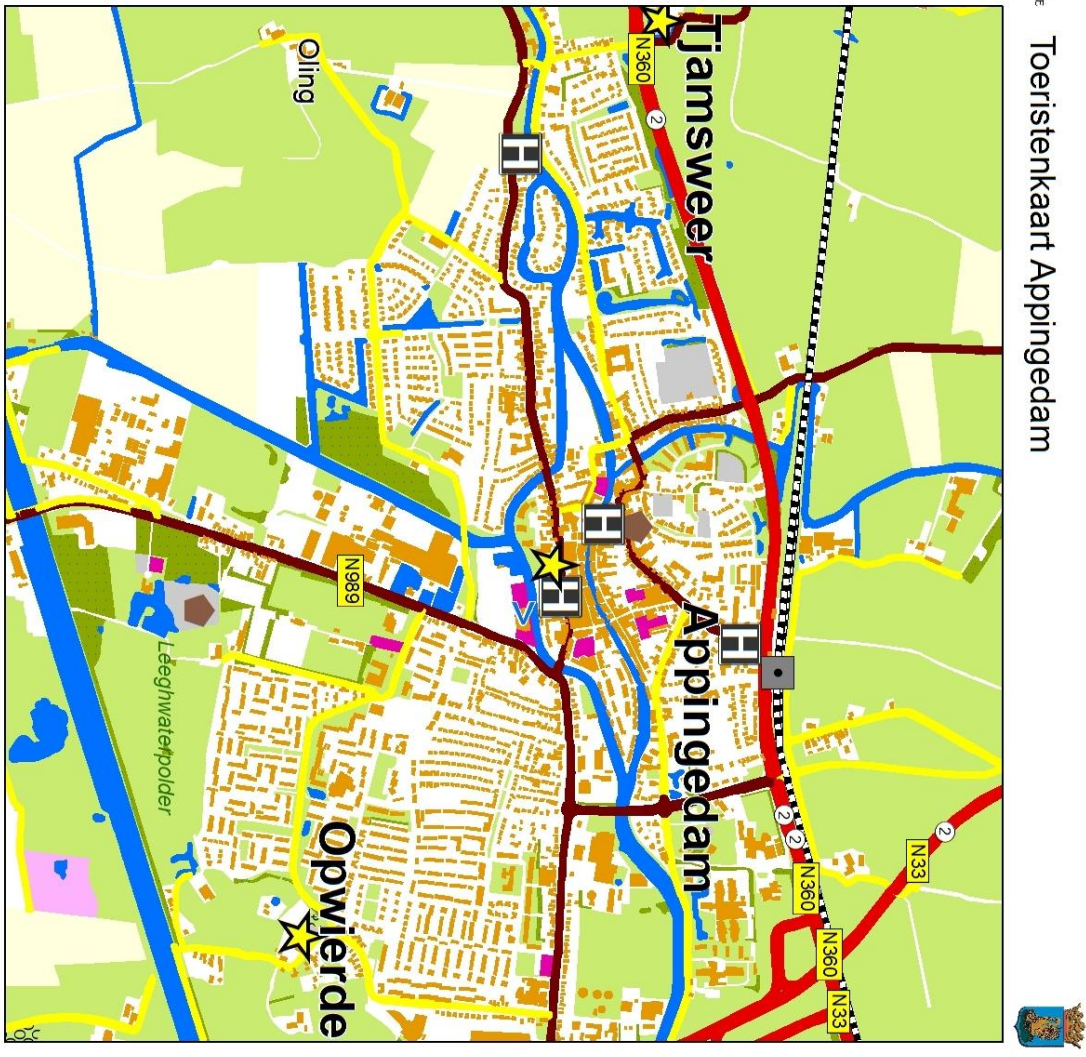 Toeristenkaart Appingedam
Tjamsweer
N360
2
Oling
H
H
H
H
Appingedam
N989
Leeghwaterpolder
Opwierde
2
2
2
N33
N360
N360
N33